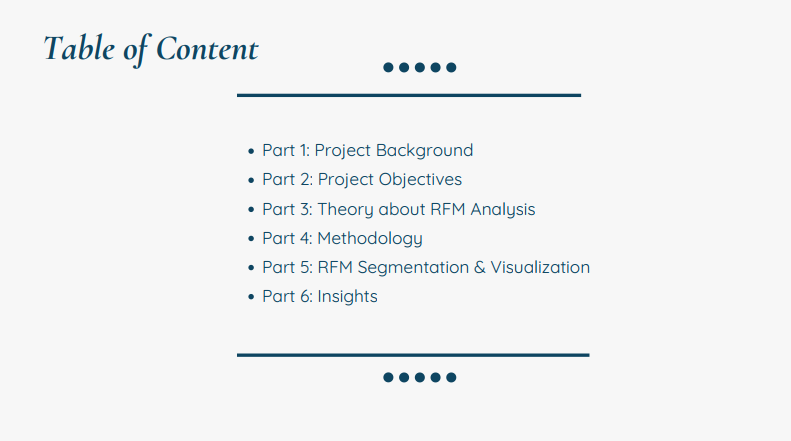 Table of Content
• Part 1: Project Background
• Part 2: Project Objectives
• Part 3: Theory about RFM Analysis
• Part 4: Methodology
• Part 5: RFM Segmentation & Visualization
• Part 6: Insights